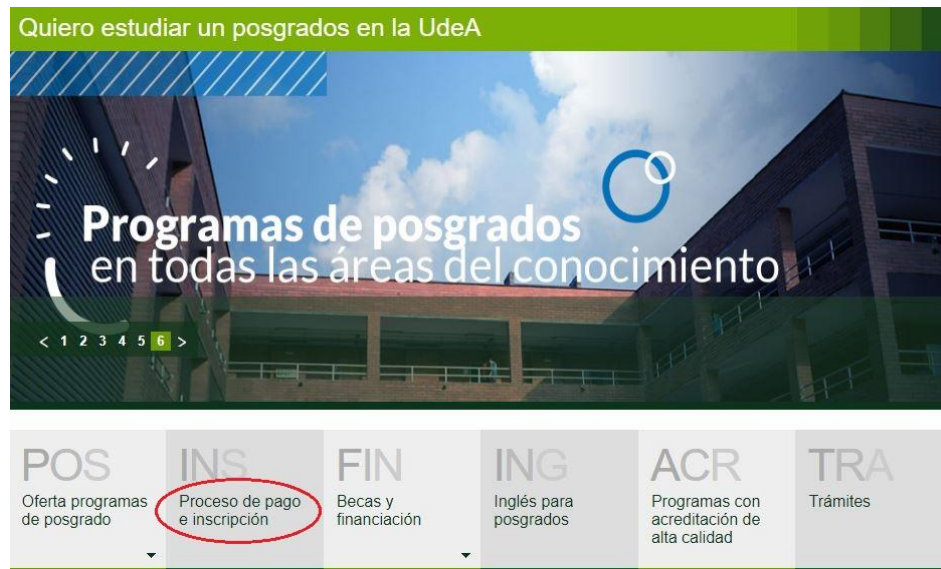 Quiero estudiar un posgrados en la UdeA
Programas de posgrados
en todas las áreas del conocimiento
< 1 2 3 4 5 6 >
POS
Oferta programas
de posgrado
INS
Proceso de pago
e inscripción
FIN
Becas y
financiación
ING
Inglés para
posgrados
ACR
Programas con
acreditación de
alta calidad
TRA
Trámites